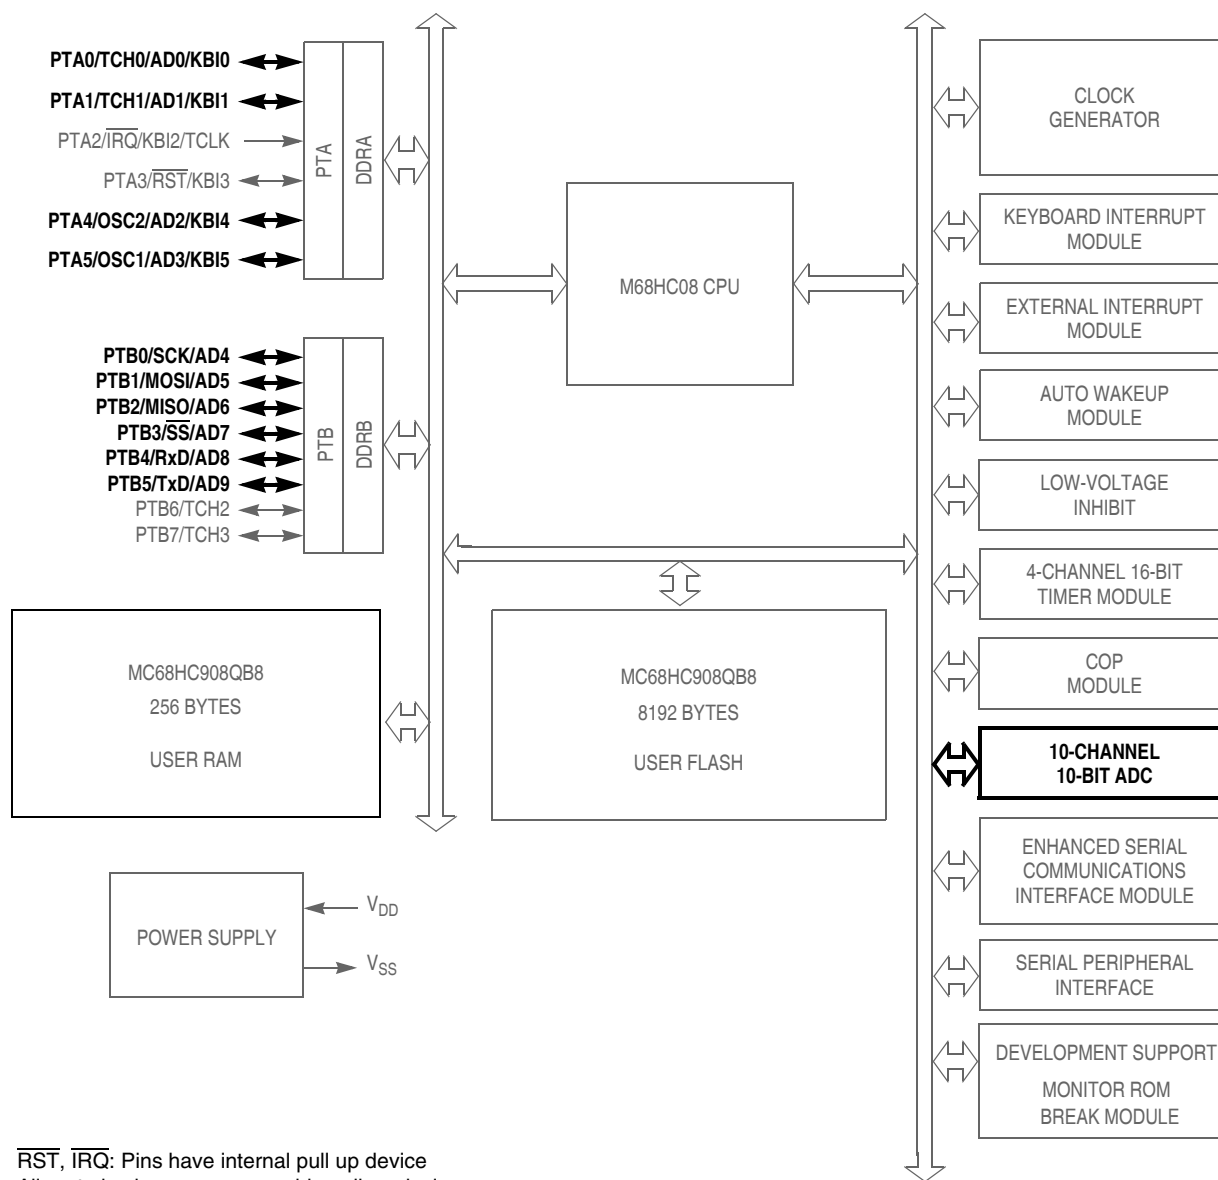 PTA0/TCH0/AD0/KBI0
PTA1/TCH1/AD1/KBI1
PTA2/I̅R̅Q̅/KBI2/TCLK
PTA3/R̅S̅T̅/KBI3
PTA4/OSC2/AD2/KBI4
PTA5/OSC1/AD3/KBI5
PTA
DDRA
PTB0/SCK/AD4
PTB1/MOSI/AD5
PTB2/MISO/AD6
PTB3/S̅S̅/AD7
PTB4/RxD/AD8
PTB5/TxD/AD9
PTB6/TCH2
PTB7/TCH3
PTB
DDRB
M68HC08 CPU
MC68HC908QB8
256 BYTES
USER RAM
MC68HC908QB8
8192 BYTES
USER FLASH
POWER SUPPLY
VDD
VSS
CLOCK
GENERATOR
KEYBOARD INTERRUPT
MODULE
EXTERNAL INTERRUPT
MODULE
AUTO WAKEUP
MODULE
LOW-VOLTAGE
INHIBIT
4-CHANNEL 16-BIT
TIMER MODULE
COP
MODULE
10-CHANNEL
10-BIT ADC
ENHANCED SERIAL
COMMUNICATIONS
INTERFACE MODULE
SERIAL PERIPHERAL
INTERFACE
DEVELOPMENT SUPPORT
MONITOR ROM
BREAK MODULE
R̅S̅T̅, I̅R̅Q̅: Pins have internal pull up device